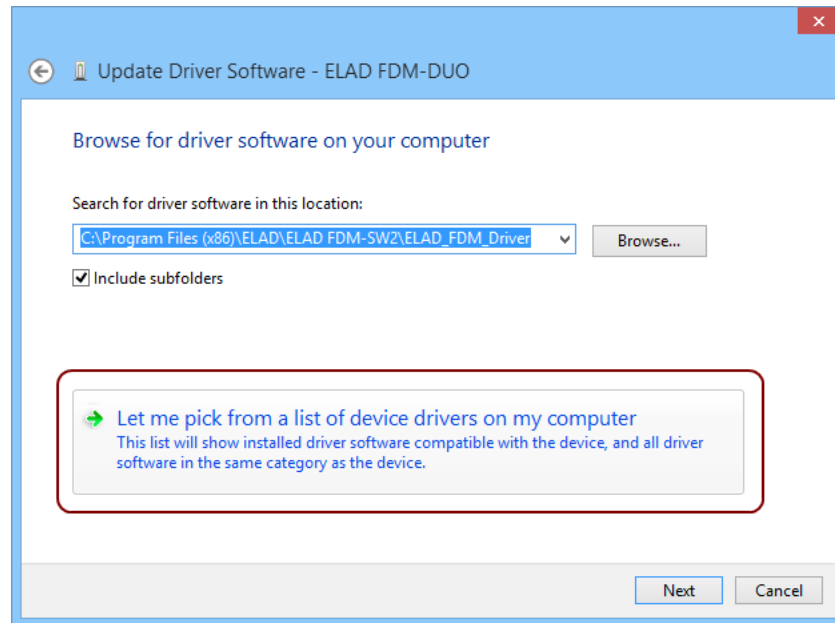 Update Driver Software - ELAD FDM-DUO
Browse for driver software on your computer
Search for driver software in this location:
C:\Program Files (x86)\ELAD\ELAD FDM-SW2\ELAD_FDM_Driver
Browse...
Include subfolders
Let me pick from a list of device drivers on my computer
This list will show installed driver software compatible with the device, and all driver
software in the same category as the device.
Next
Cancel